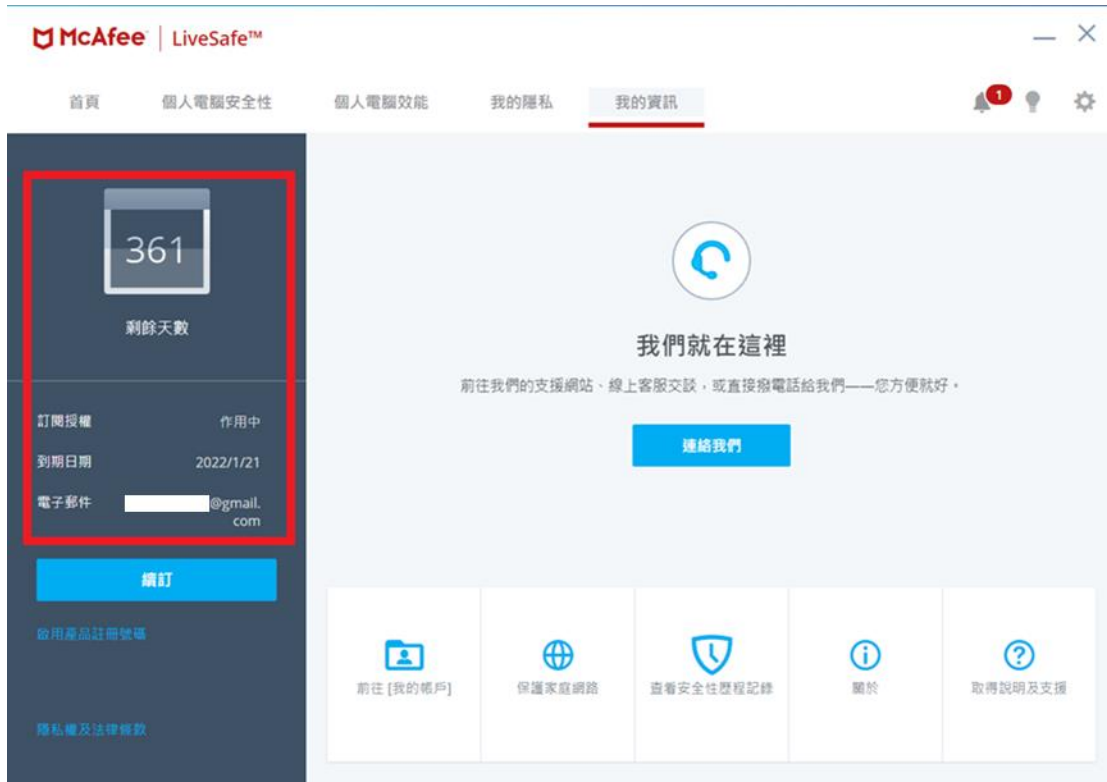 McAfee | LiveSafe™
首頁 個人電腦安全性 個人電腦效能 我的隱私 我的資訊 1
361
剩餘天數
訂閱授權 作用中
到期日期 2022/1/21
電子郵件 @gmail.
com
續訂
啟用產品註冊號碼
隱私權及法律條款
我們就在這裡
前往我們的支援網站、線上客服交談，或直接撥電話給我們——您方便就好。
連絡我們
前往 [我的帳戶]
保護家庭網路
查看安全性歷程記錄
關於
取得說明及支援